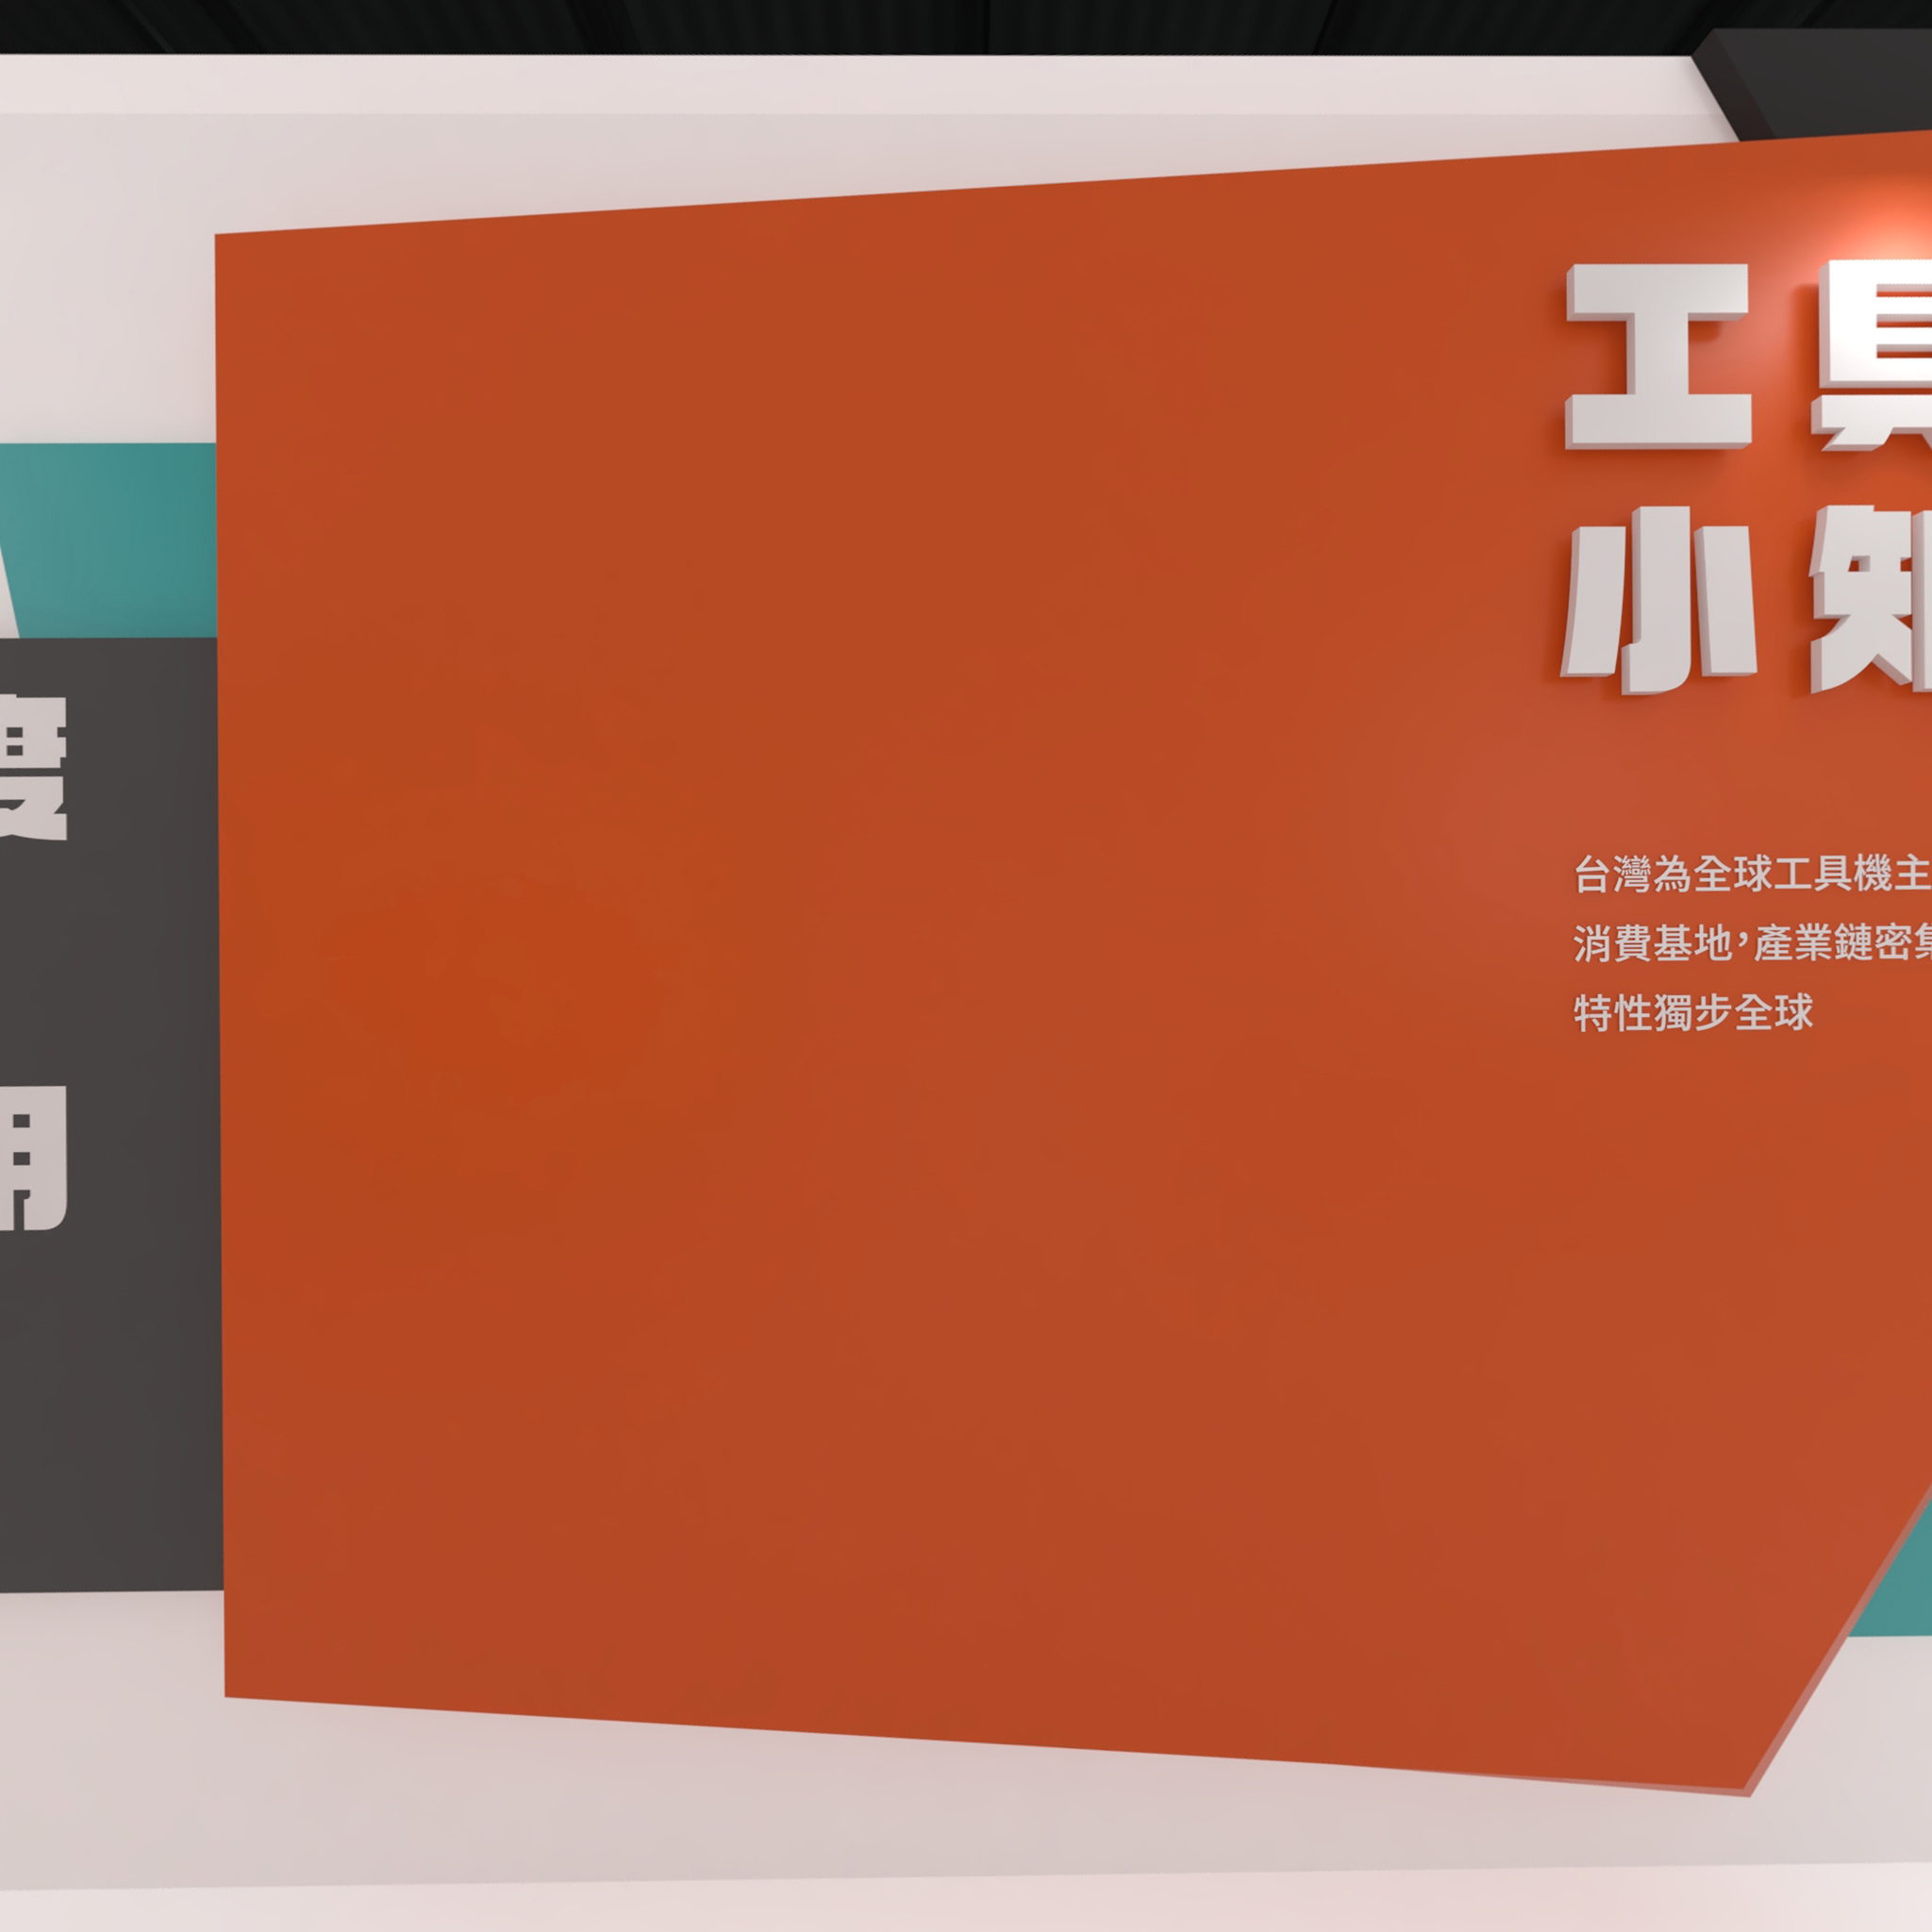 度
用
工具
小知
台灣為全球工具機主
消費基地，產業鏈密集
特性獨步全球